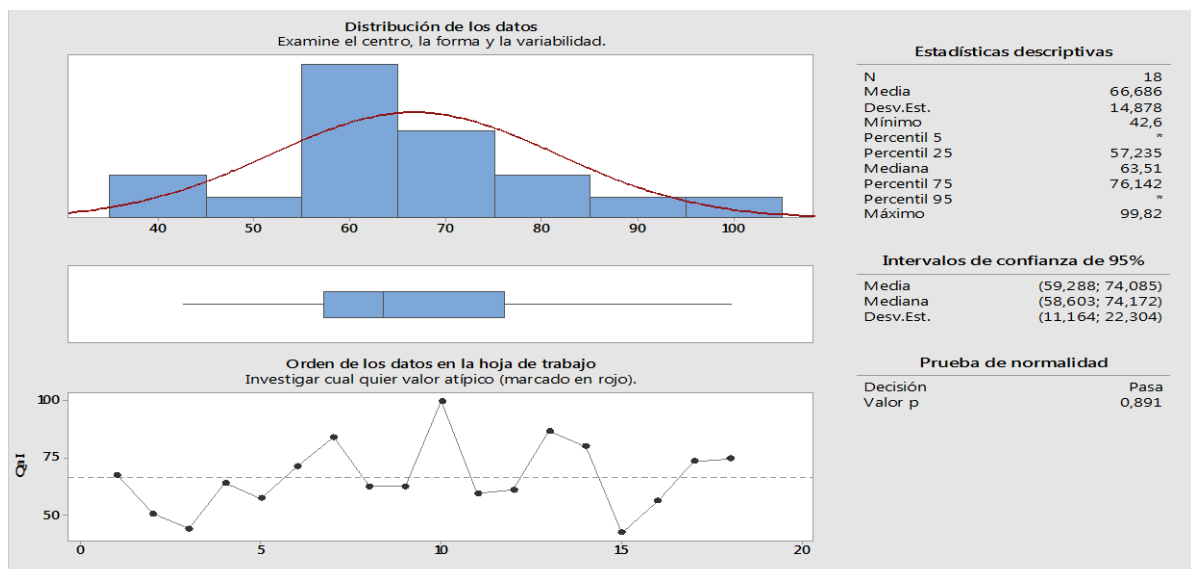 Distribución de los datos
Examine el centro, la forma y la variabilidad.
40 50 60 70 80 90 100
Orden de los datos en la hoja de trabajo
Investigar cual quier valor atípico (marcado en rojo).
100
75
50
QaI
0 5 10 15 20
Estadísticas descriptivas
N 18
Media 66,686
Desv.Est. 14,878
Mínimo 42,6
Percentil 5 *
Percentil 25 57,235
Mediana 63,51
Percentil 75 76,142
Percentil 95 *
Máximo 99,82
Intervalos de confianza de 95%
Media (59,288; 74,085)
Mediana (58,603; 74,172)
Desv.Est. (11,164; 22,304)
Prueba de normalidad
Decisión Pasa
Valor p 0,891